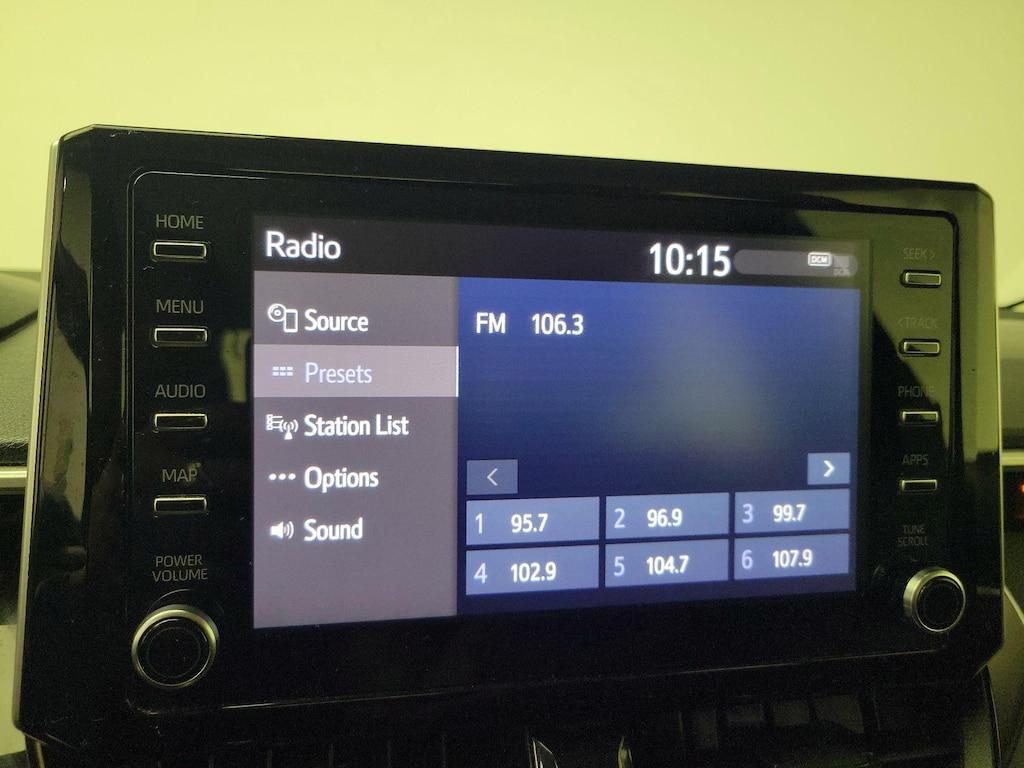 HOME
MENU
AUDIO
MAP
POWER
VOLUME
Radio
10:15
DCM
DCM
Source
Presets
Station List
Options
Sound
FM 106.3
< >
1 95.7
2 96.9
3 99.7
4 102.9
5 104.7
6 107.9
SEEK >
< TRACK
PHONE
APPS
TUNE
SCROLL